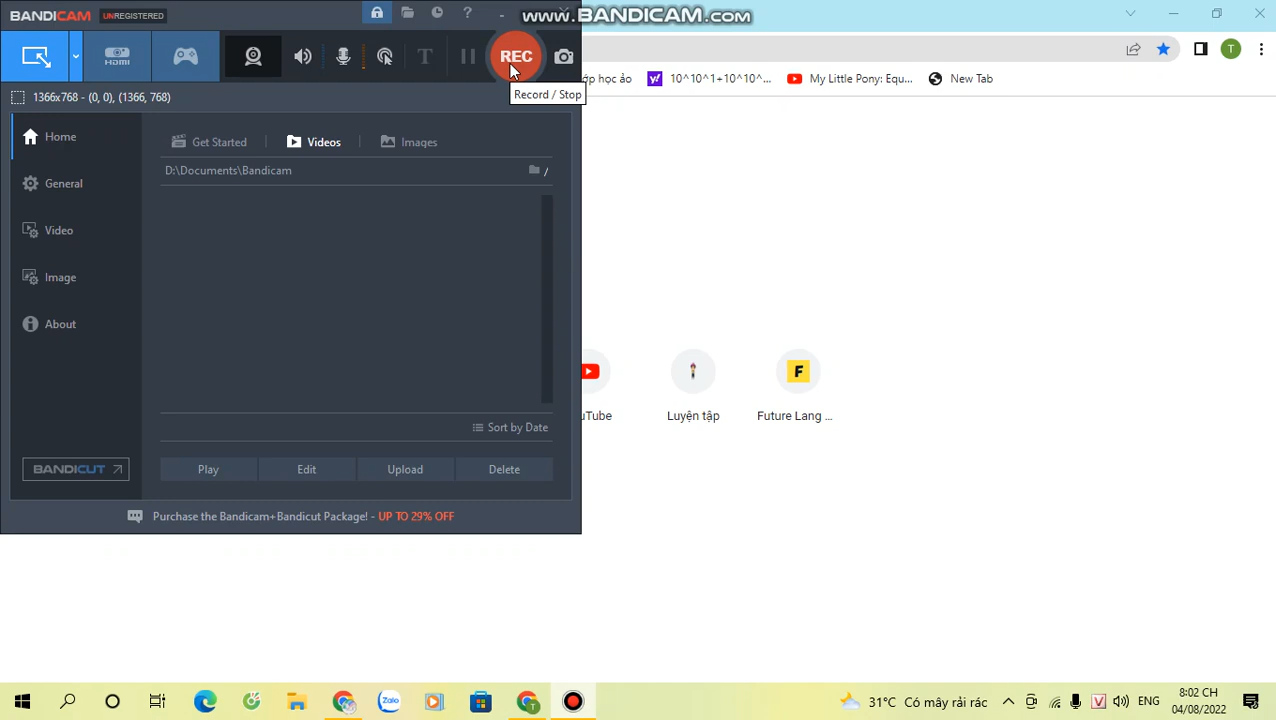 BANDICAM UNREGISTERED
www.BANDICAM.com
HDMI
REC
Record / Stop
1366x768 - (0, 0), (1366, 768)
ớp học ảo
10^10^1+10^10^...
My Little Pony: Equ...
New Tab
T
Home
General
Video
Image
About
Get Started
Videos
Images
D:\Documents\Bandicam
/
Sort by Date
BANDICUT
Play
Edit
Upload
Delete
Purchase the Bandicam+Bandicut Package! - UP TO 29% OFF
uTube
Luyện tập
F
Future Lang ...
Zalo
T
31°C Có mây rải rác
V
ENG
8:02 CH
04/08/2022